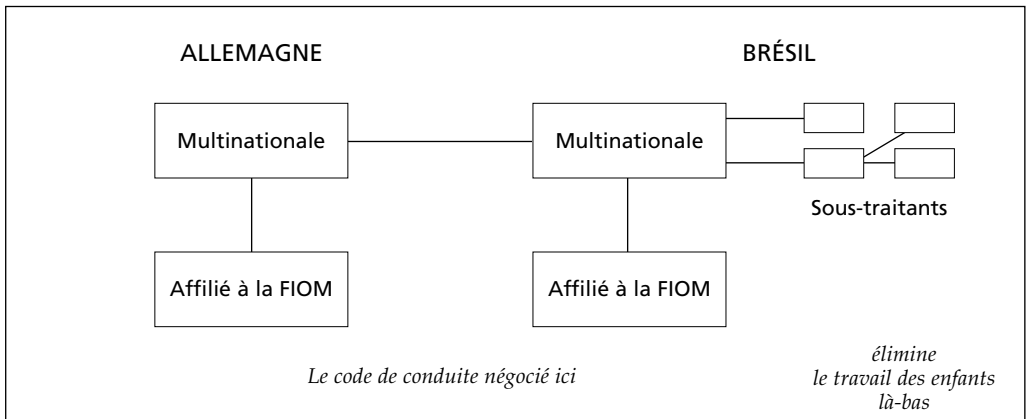 ALLEMAGNE
BRÉSIL
Multinationale
Multinationale
Sous-traitants
Affilié à la FIOM
Affilié à la FIOM
Le code de conduite négocié ici
élimine
le travail des enfants
là-bas